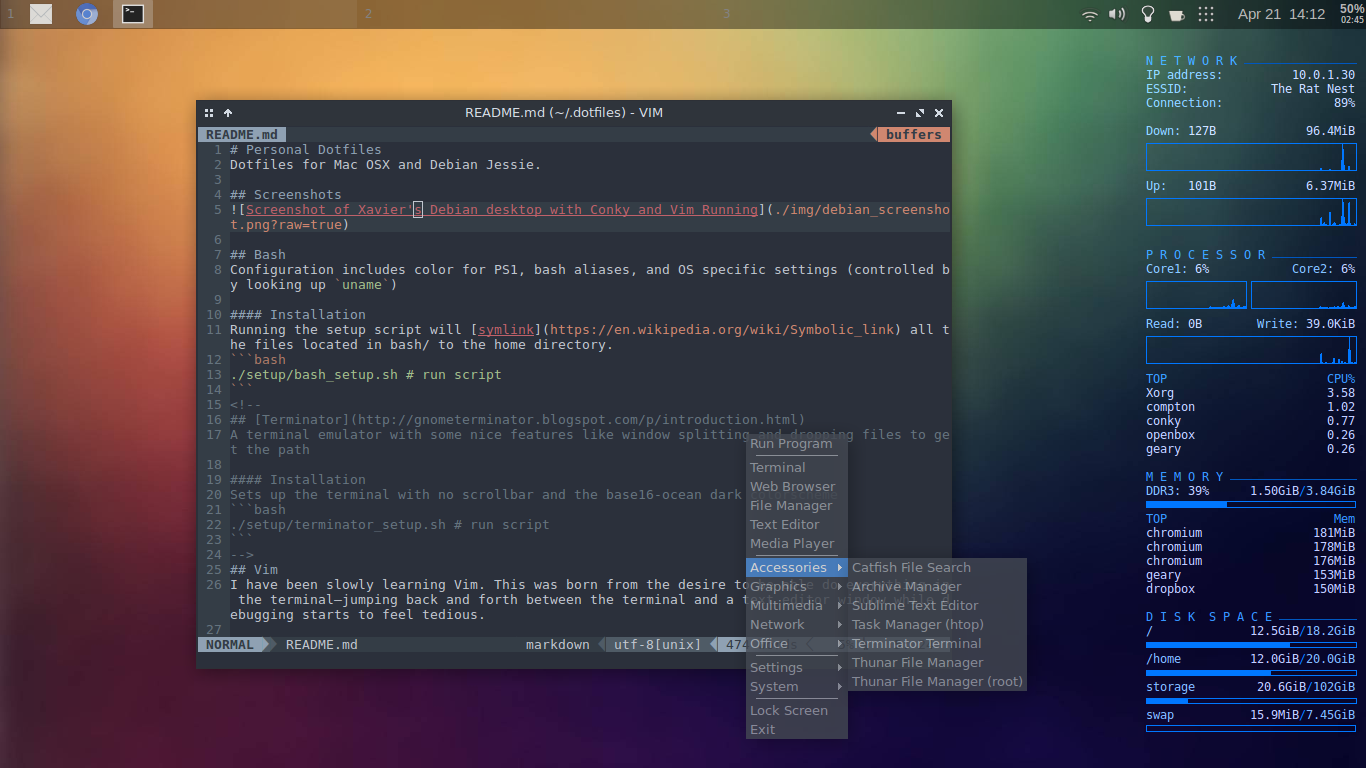 1
2
3
Apr 21 14:12
50%
02:45
README.md (~/.dotfiles) - VIM
README.md buffers
1 # Personal Dotfiles
2 Dotfiles for Mac OSX and Debian Jessie.
3
4 ## Screenshots
5 ![Screenshot of Xavier's Debian desktop with Conky and Vim Running](./img/debian_screensho
t.png?raw=true)
6
7 ## Bash
8 Configuration includes color for PS1, bash aliases, and OS specific settings (controlled b
y looking up `uname`)
9
10 #### Installation
11 Running the setup script will [symlink](https://en.wikipedia.org/wiki/Symbolic_link) all t
he files located in bash/ to the home directory.
12 ```bash
13 ./setup/bash_setup.sh # run script
14 ```
15 <!--
16 ## [Terminator](http://gnometerminator.blogspot.com/p/introduction.html)
17 A terminal emulator with some nice features like window splitting and dropping files to ge
t the path
18
19 #### Installation
20 Sets up the terminal with no scrollbar and the base16-ocean dark
21 ```bash
22 ./setup/terminator_setup.sh # run script
23 ```
24 -->
25 ## Vim
26 I have been slowly learning Vim. This was born from the desire to
the terminal—jumping back and forth between the terminal and a text editor window while d
ebugging starts to feel tedious.
27
NORMAL README.md markdown utf-8[unix] 474
Run Program
Terminal
Web Browser
File Manager
Text Editor
Media Player
Accessories
Graphics
Multimedia
Network
Office
Settings
System
Lock Screen
Exit
Catfish File Search
Archive Manager
Sublime Text Editor
Task Manager (htop)
Terminator Terminal
Thunar File Manager
Thunar File Manager (root)
NETWORK
IP address: 10.0.1.30
ESSID: The Rat Nest
Connection: 89%
Down: 127B 96.4MiB
Up: 101B 6.37MiB
PROCESSOR
Core1: 6% Core2: 6%
Read: 0B Write: 39.0KiB
TOP CPU%
Xorg 3.58
compton 1.02
conky 0.77
openbox 0.26
geary 0.26
MEMORY
DDR3: 39% 1.50GiB/3.84GiB
TOP Mem
chromium 181MiB
chromium 178MiB
chromium 176MiB
geary 153MiB
dropbox 150MiB
DISK SPACE
/ 12.5GiB/18.2GiB
/home 12.0GiB/20.0GiB
storage 20.6GiB/102GiB
swap 15.9MiB/7.45GiB